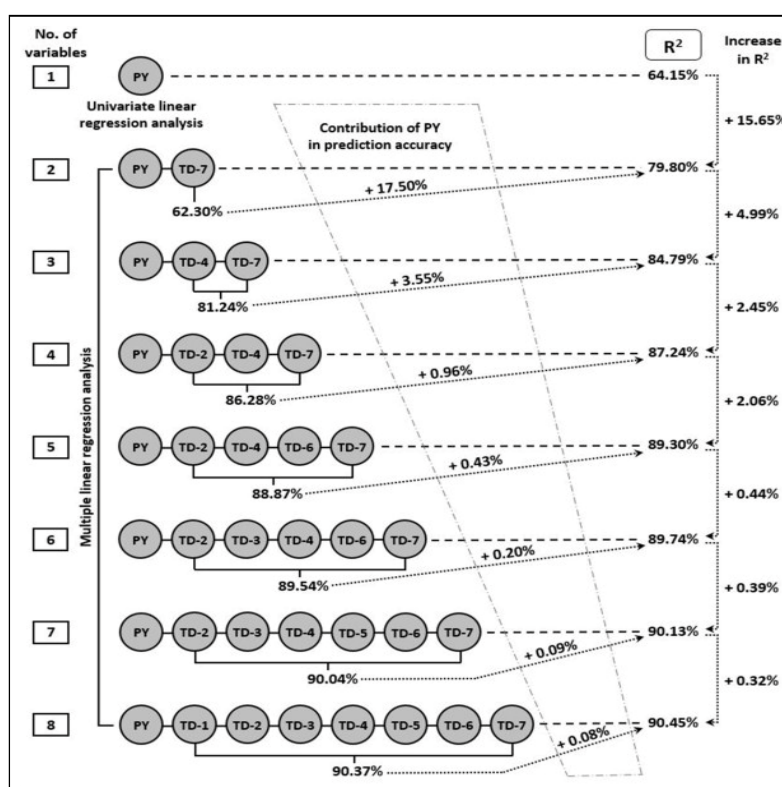 No. of
variables
R²
Increase
in R²
1
PY
64.15%
Univariate linear
regression analysis
Contribution of PY
in prediction accuracy
+ 15.65%
2
PY
TD-7
79.80%
+ 17.50%
62.30%
+ 4.99%
3
PY
TD-4
TD-7
84.79%
+ 3.55%
81.24%
+ 2.45%
4
PY
TD-2
TD-4
TD-7
87.24%
+ 0.96%
86.28%
+ 2.06%
Multiple linear regression analysis
5
PY
TD-2
TD-4
TD-6
TD-7
89.30%
+ 0.43%
88.87%
+ 0.44%
6
PY
TD-2
TD-3
TD-4
TD-6
TD-7
89.74%
+ 0.20%
89.54%
+ 0.39%
7
PY
TD-2
TD-3
TD-4
TD-5
TD-6
TD-7
90.13%
+ 0.09%
90.04%
+ 0.32%
8
PY
TD-1
TD-2
TD-3
TD-4
TD-5
TD-6
TD-7
90.45%
+ 0.08%
90.37%